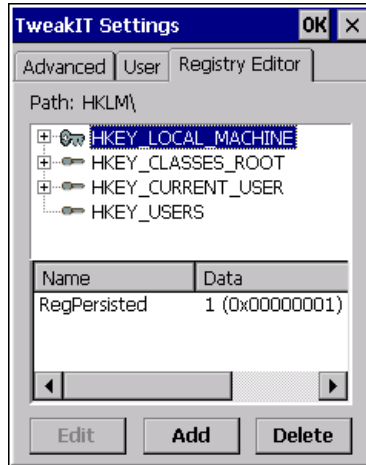 TweakIT Settings OK ×
Advanced User Registry Editor
Path: HKLM\
HKEY_LOCAL_MACHINE
HKEY_CLASSES_ROOT
HKEY_CURRENT_USER
HKEY_USERS
Name Data
RegPersisted 1 (0x00000001)
Edit Add Delete